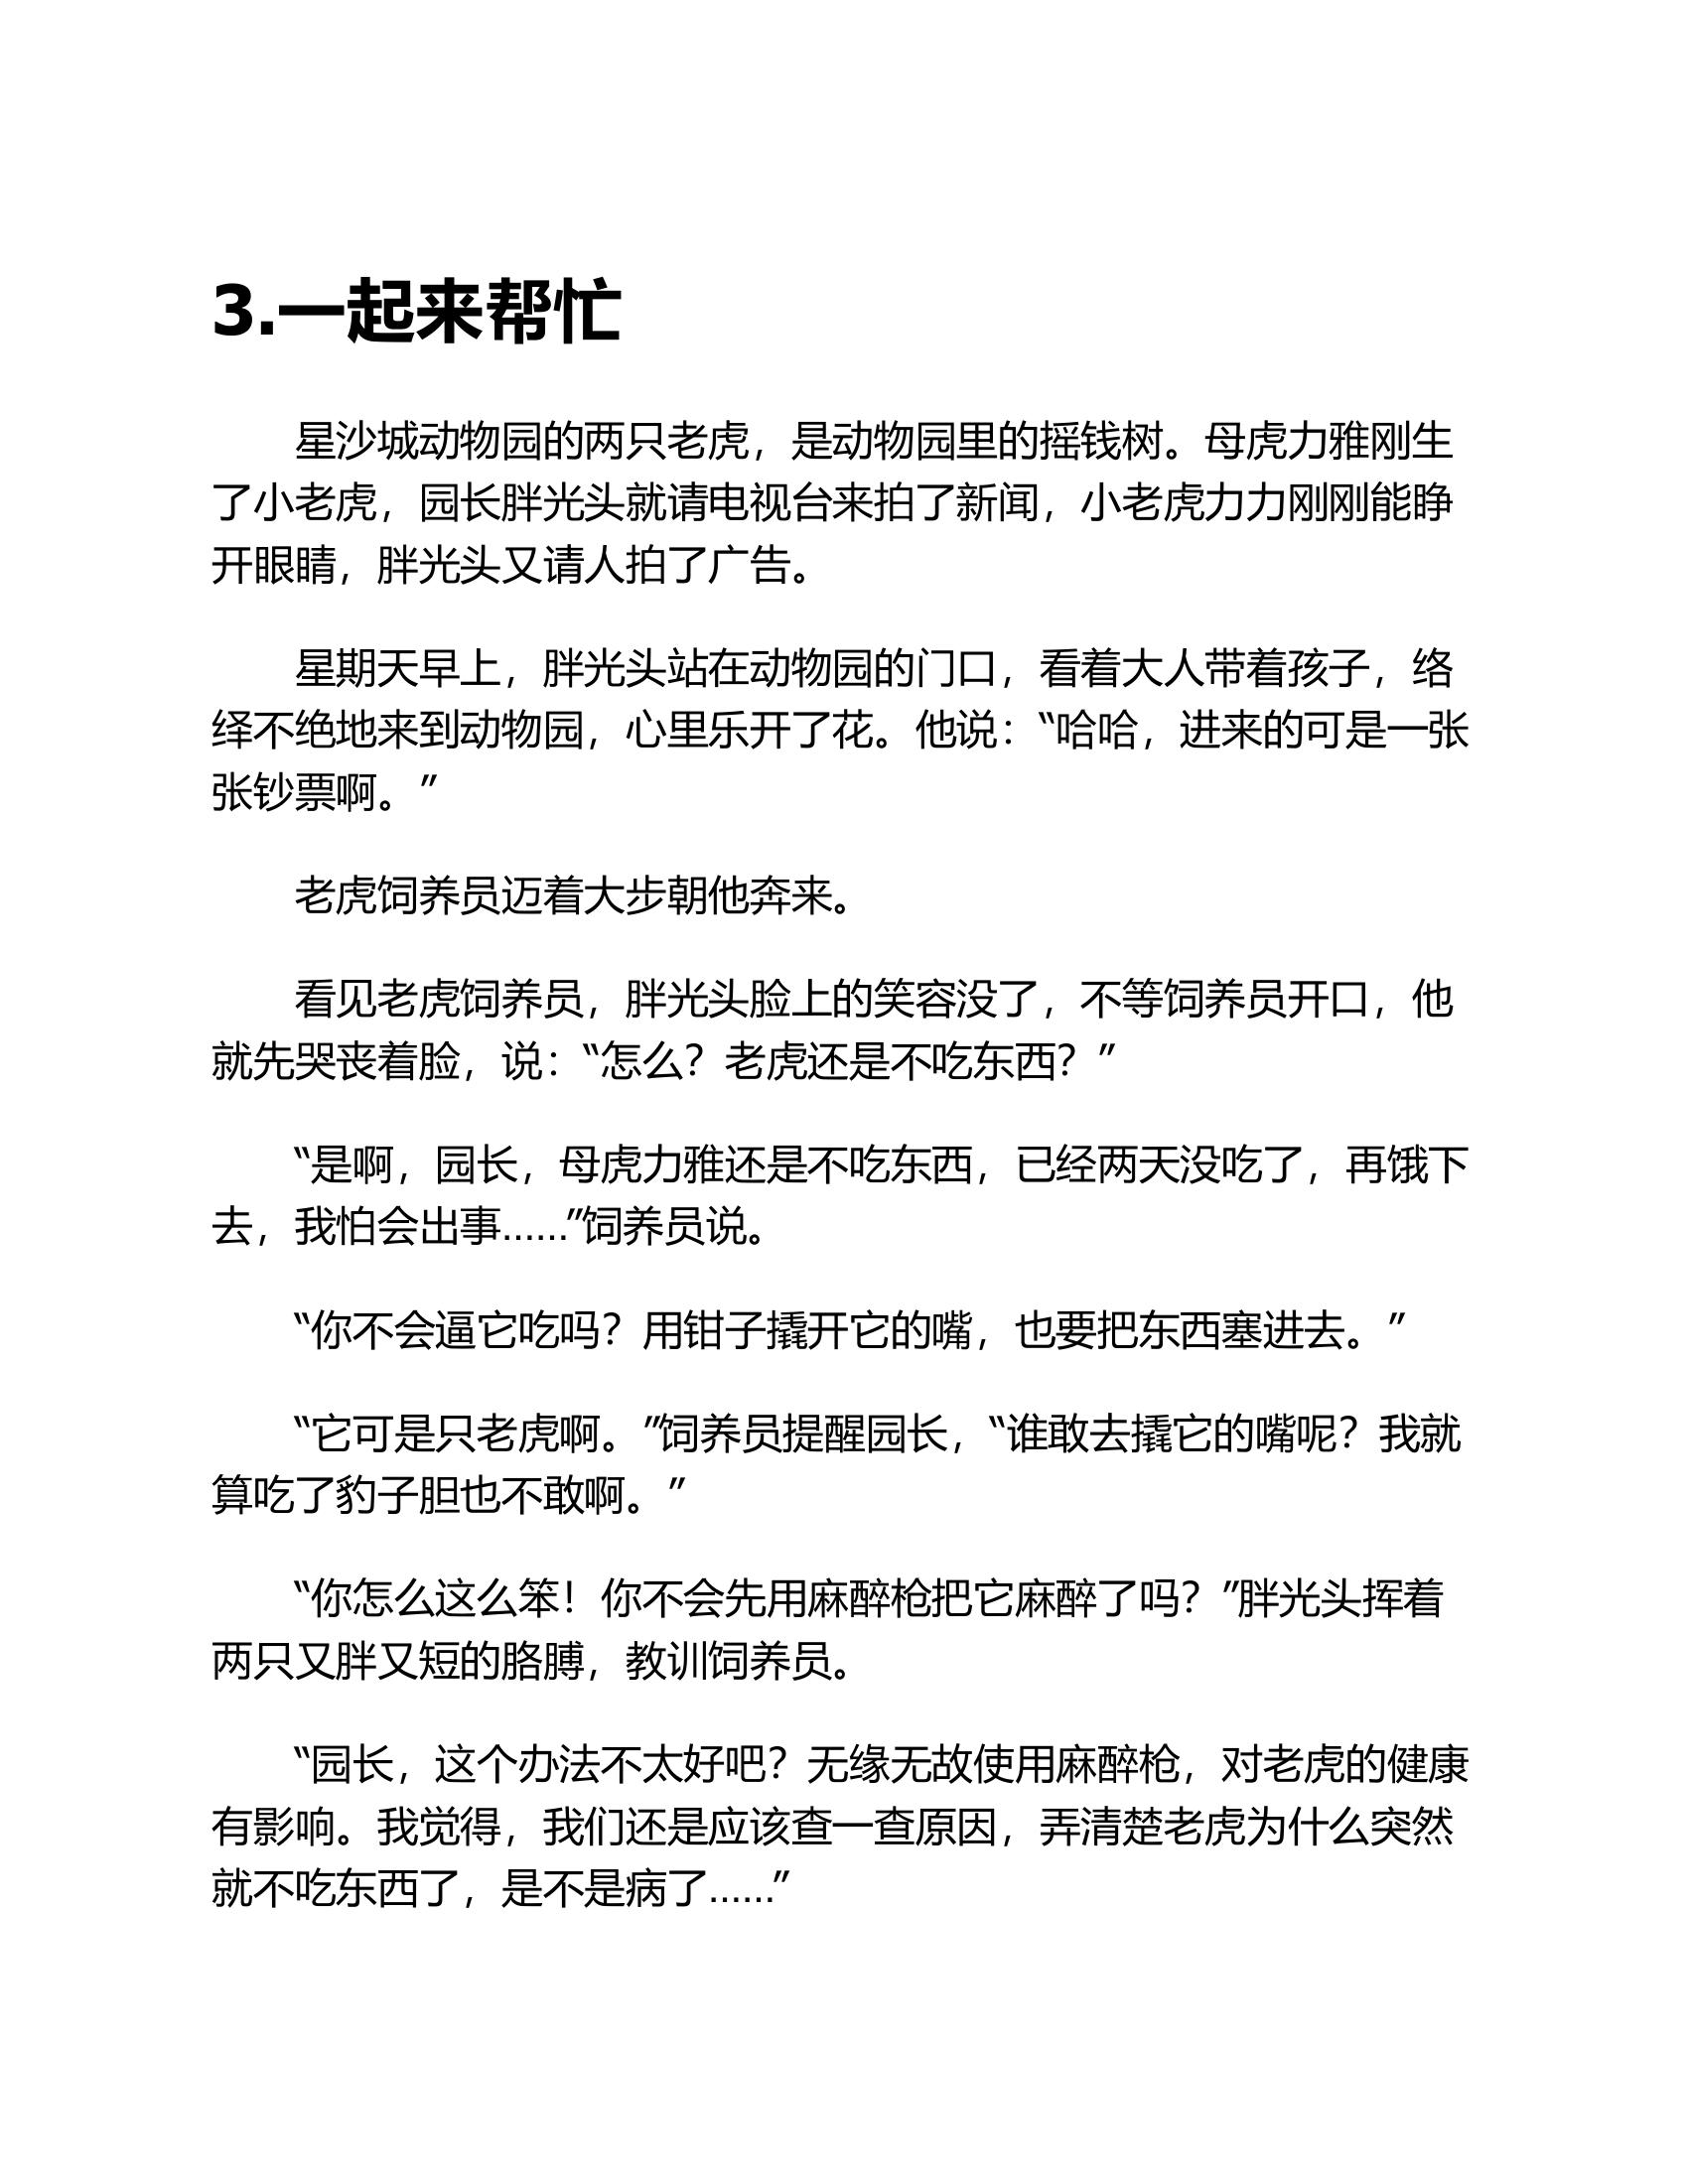 3.一起来帮忙
星沙城动物园的两只老虎，是动物园里的摇钱树。母虎力雅刚生
了小老虎，园长胖光头就请电视台来拍了新闻，小老虎力力刚刚能睁
开眼睛，胖光头又请人拍了广告。
星期天早上，胖光头站在动物园的门口，看着大人带着孩子，络
绎不绝地来到动物园，心里乐开了花。他说：“哈哈，进来的可是一张
张钞票啊。”
老虎饲养员迈着大步朝他奔来。
看见老虎饲养员，胖光头脸上的笑容没了，不等饲养员开口，他
就先哭丧着脸，说：“怎么？老虎还是不吃东西？”
“是啊，园长，母虎力雅还是不吃东西，已经两天没吃了，再饿下
去，我怕会出事……”饲养员说。
“你不会逼它吃吗？用钳子撬开它的嘴，也要把东西塞进去。”
“它可是只老虎啊。”饲养员提醒园长，“谁敢去撬它的嘴呢？我就
算吃了豹子胆也不敢啊。”
“你怎么这么笨！你不会先用麻醉枪把它麻醉了吗？”胖光头挥着
两只又胖又短的胳膊，教训饲养员。
“园长，这个办法不太好吧？无缘无故使用麻醉枪，对老虎的健康
有影响。我觉得，我们还是应该查一查原因，弄清楚老虎为什么突然
就不吃东西了，是不是病了……”